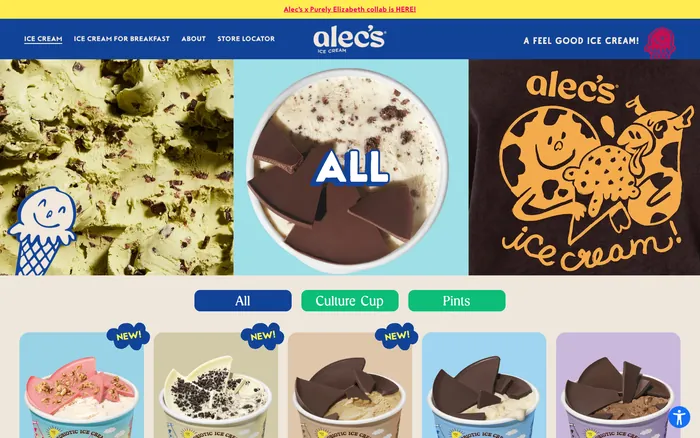 Alec's x Purely Elizabeth collab is HERE!
ICE CREAM
ICE CREAM FOR BREAKFAST
ABOUT
STORE LOCATOR
alec's
ICE CREAM
A FEEL GOOD ICE CREAM!
ALL
alec's
ice cream!
All
Culture Cup
Pints
NEW!
NEW!
NEW!